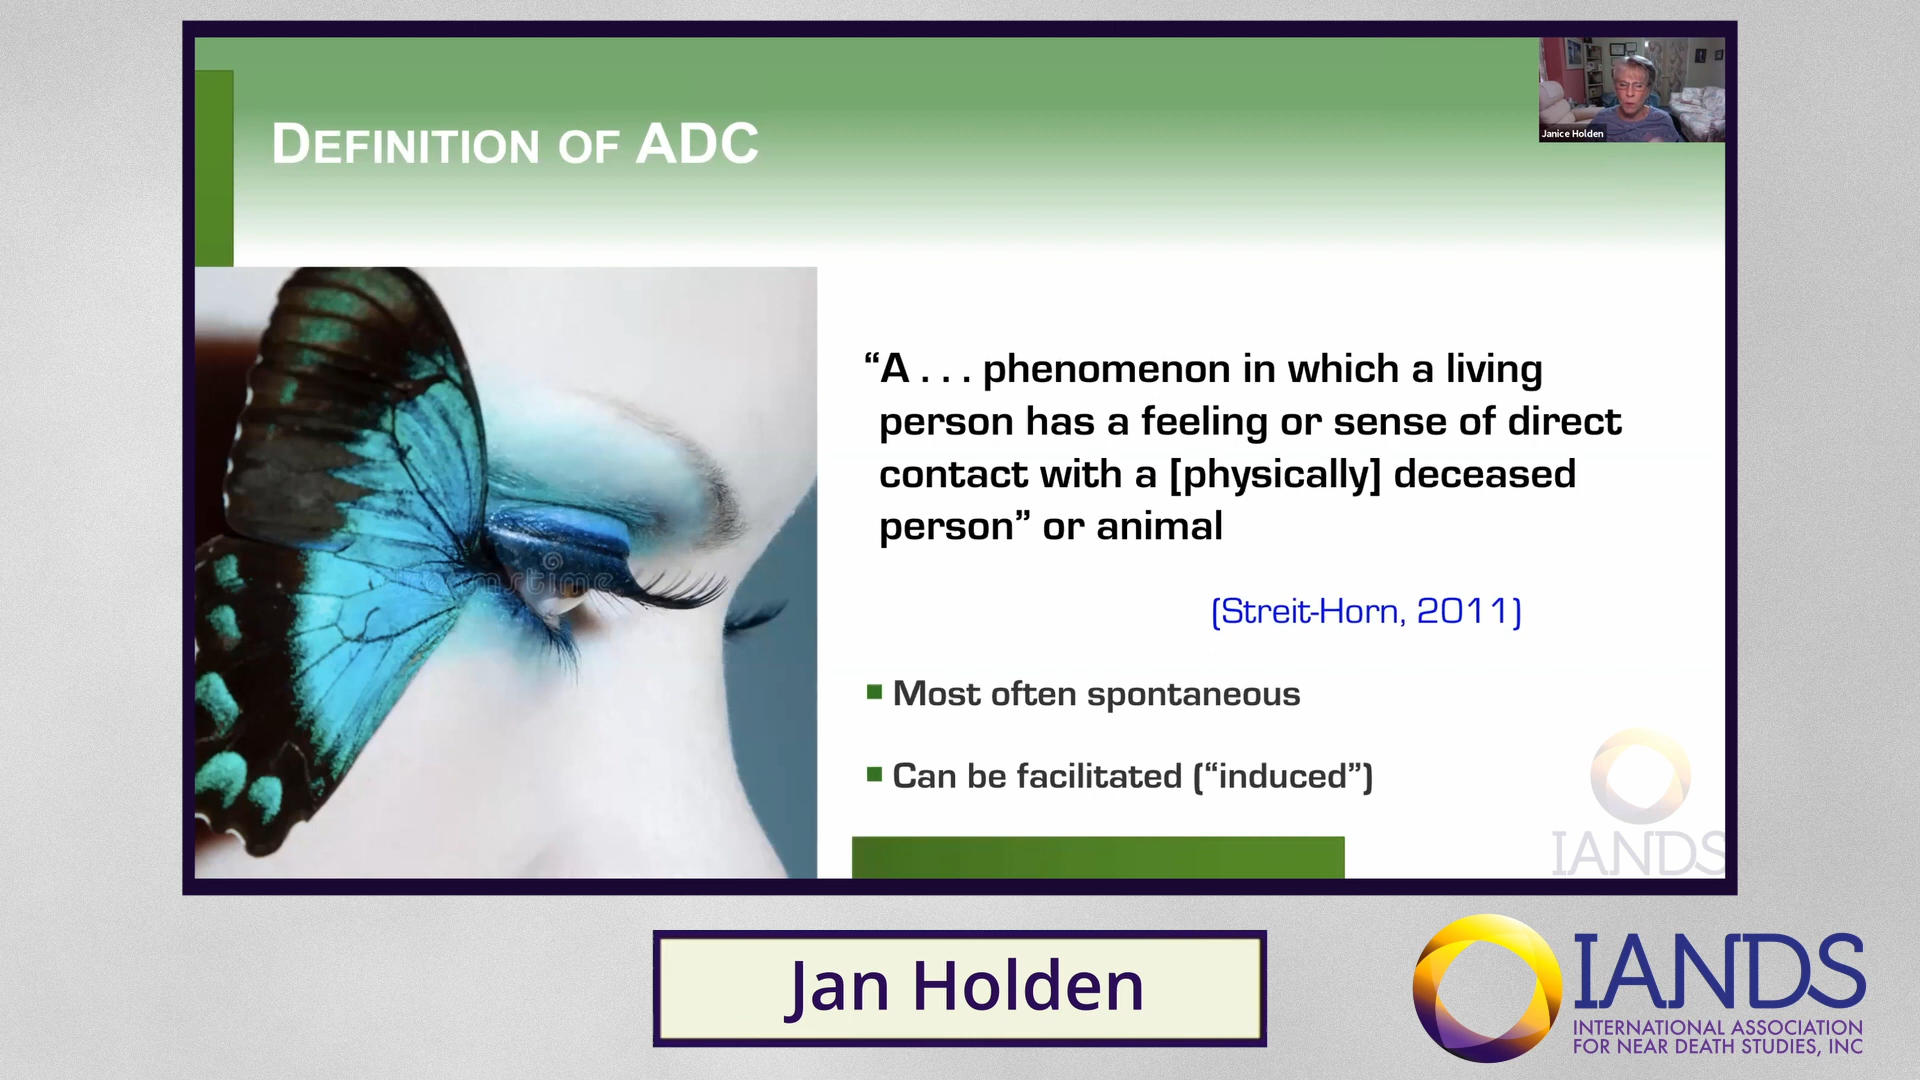 DEFINITION OF ADC
Janice Holden
“A . . . phenomenon in which a living
person has a feeling or sense of direct
contact with a [physically] deceased
person” or animal
(Streit-Horn, 2011)
Most often spontaneous
Can be facilitated (“induced”)
dreamstime
IANDS
Jan Holden
IANDS
INTERNATIONAL ASSOCIATION
FOR NEAR DEATH STUDIES, INC